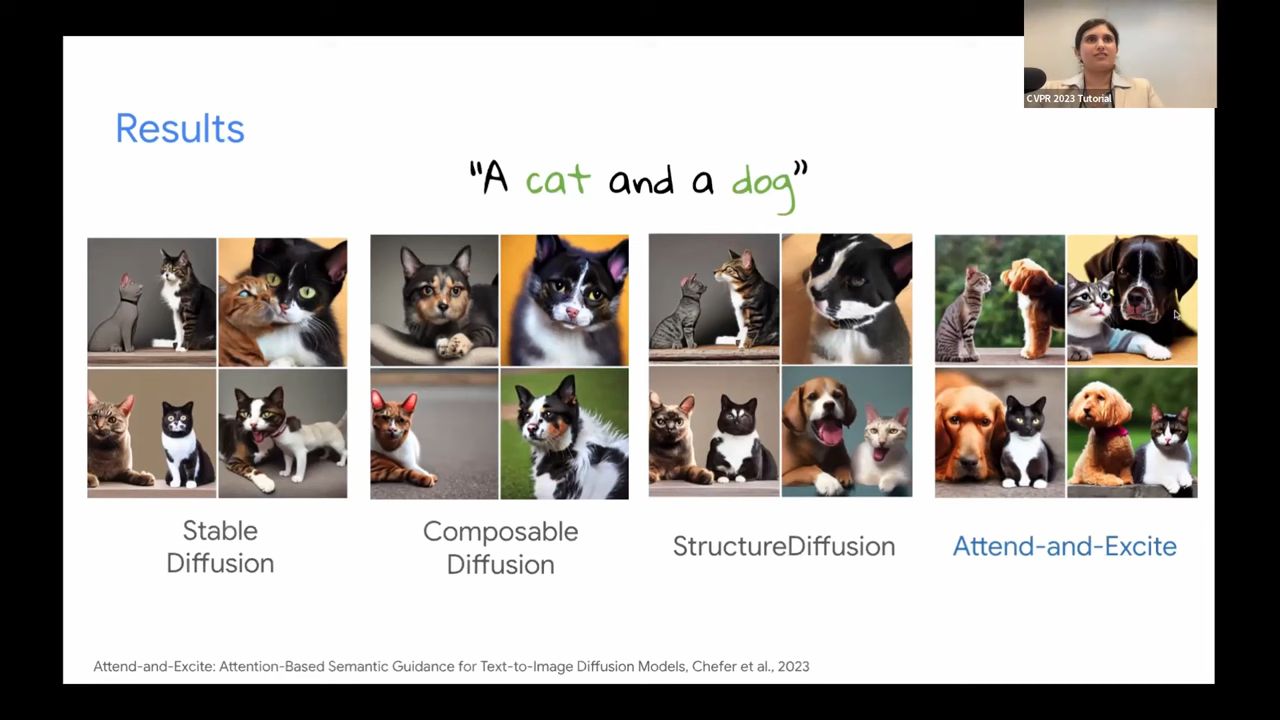 CVPR 2023 Tutorial
Results
"A cat and a dog"
Stable
Diffusion
Composable
Diffusion
StructureDiffusion
Attend-and-Excite
Attend-and-Excite: Attention-Based Semantic Guidance for Text-to-Image Diffusion Models, Chefer et al., 2023